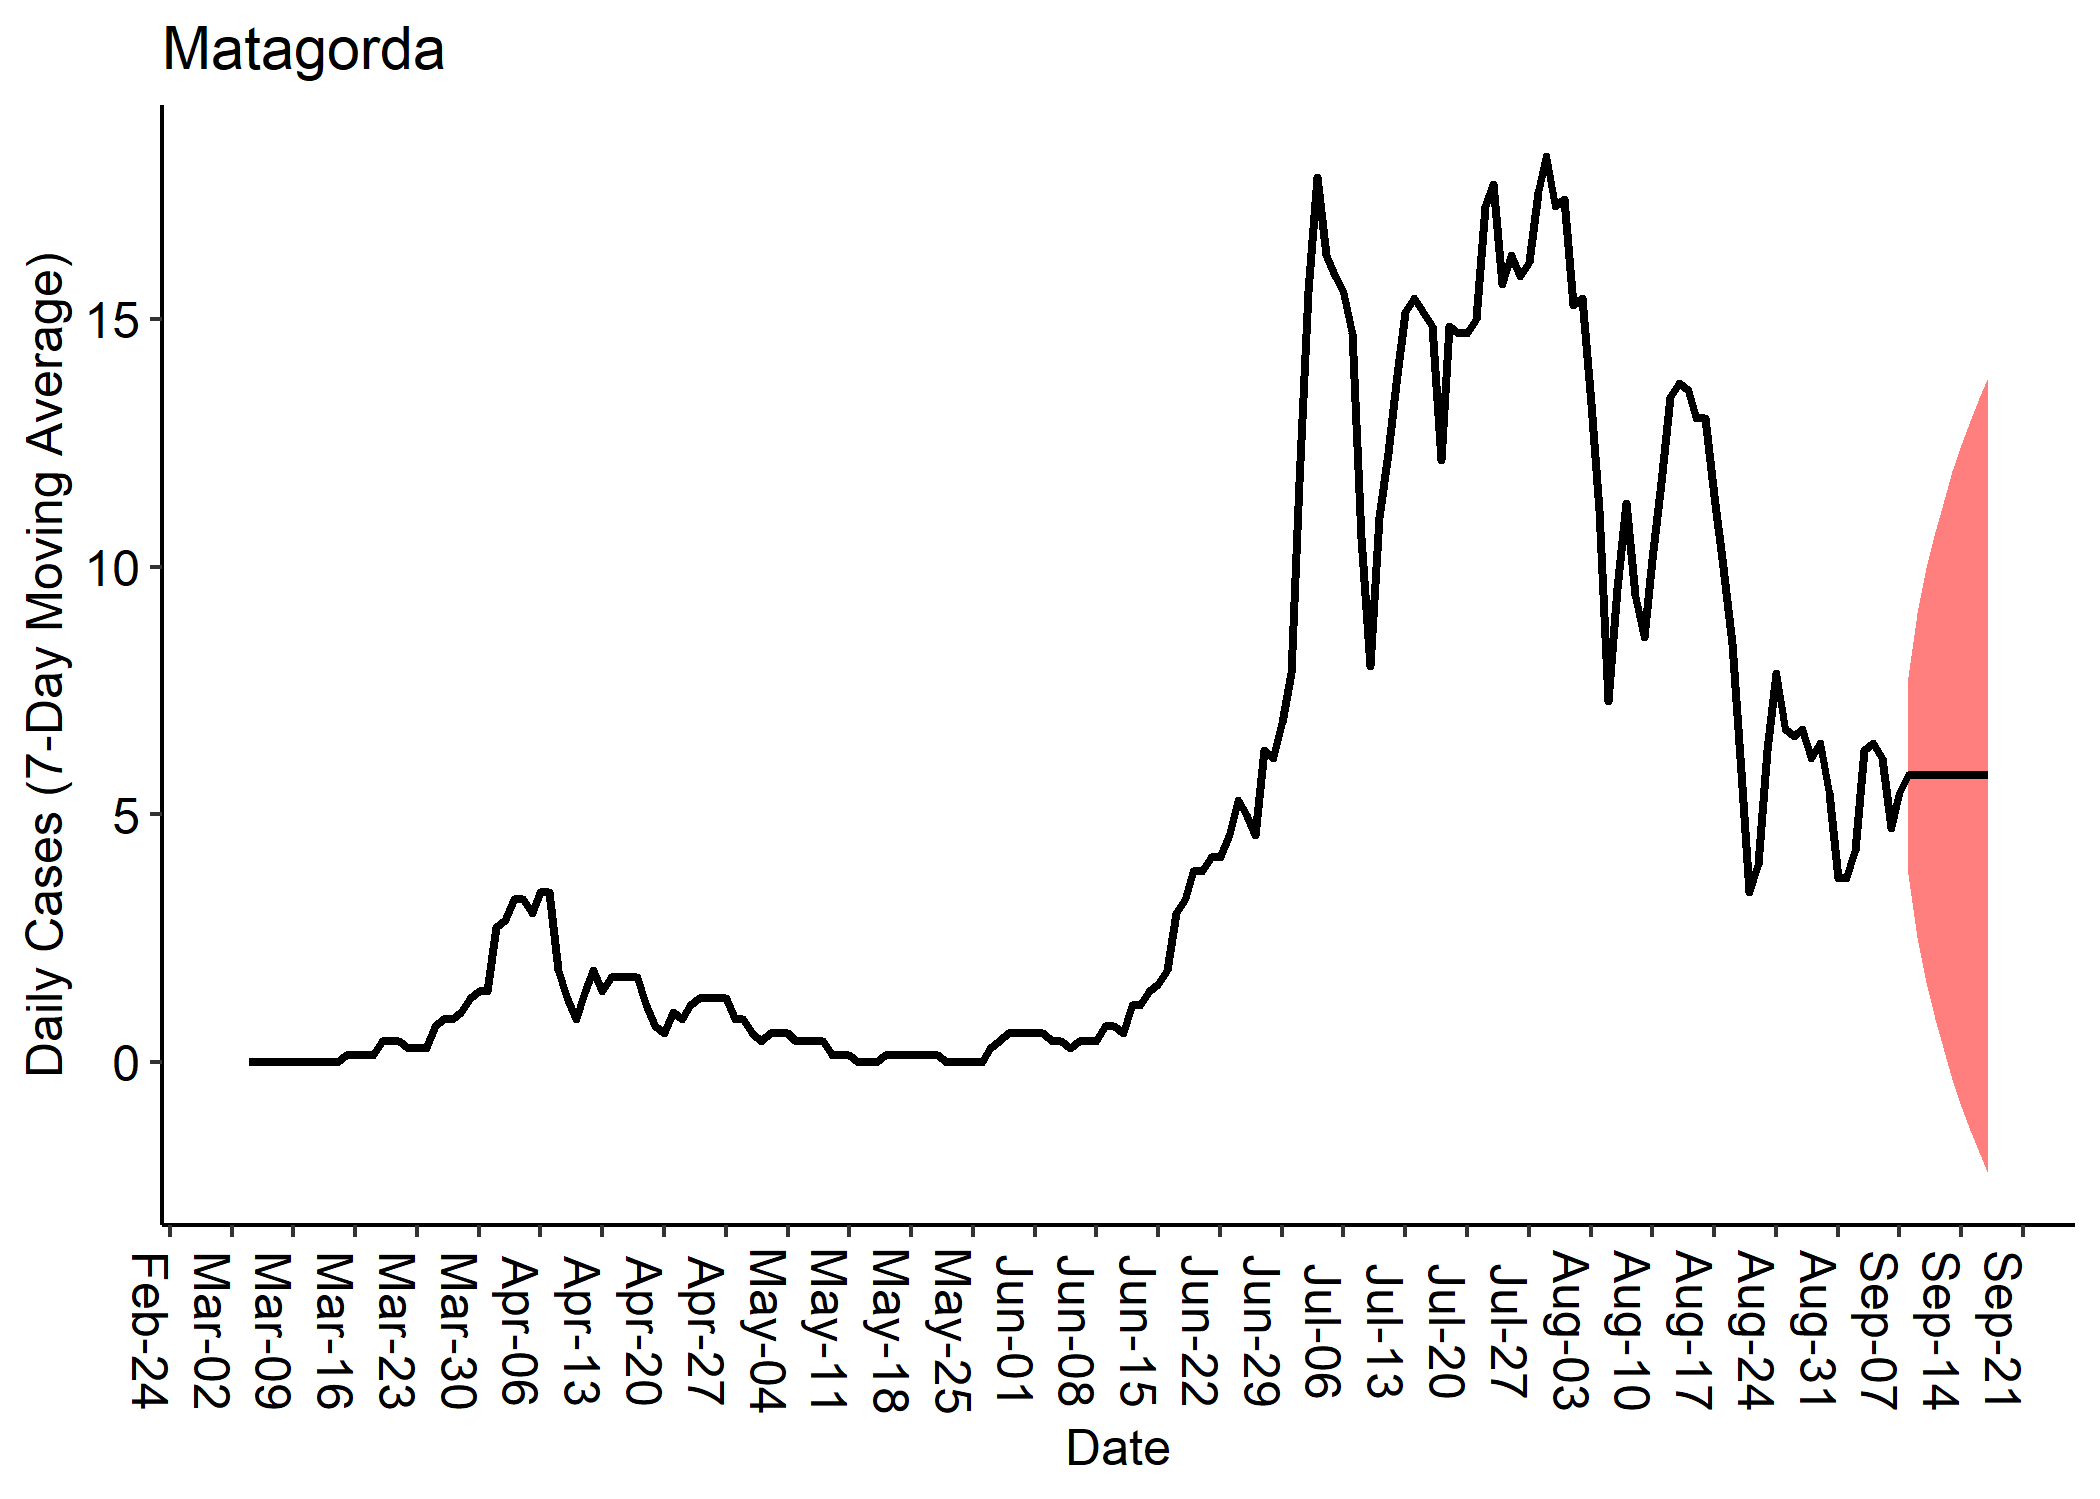 Matagorda
Daily Cases (7-Day Moving Average)
15
10
5
0
Feb-24
Mar-02
Mar-09
Mar-16
Mar-23
Mar-30
Apr-06
Apr-13
Apr-20
Apr-27
May-04
May-11
May-18
May-25
Jun-01
Jun-08
Jun-15
Jun-22
Jun-29
Jul-06
Jul-13
Jul-20
Jul-27
Aug-03
Aug-10
Aug-17
Aug-24
Aug-31
Sep-07
Sep-14
Sep-21
Date